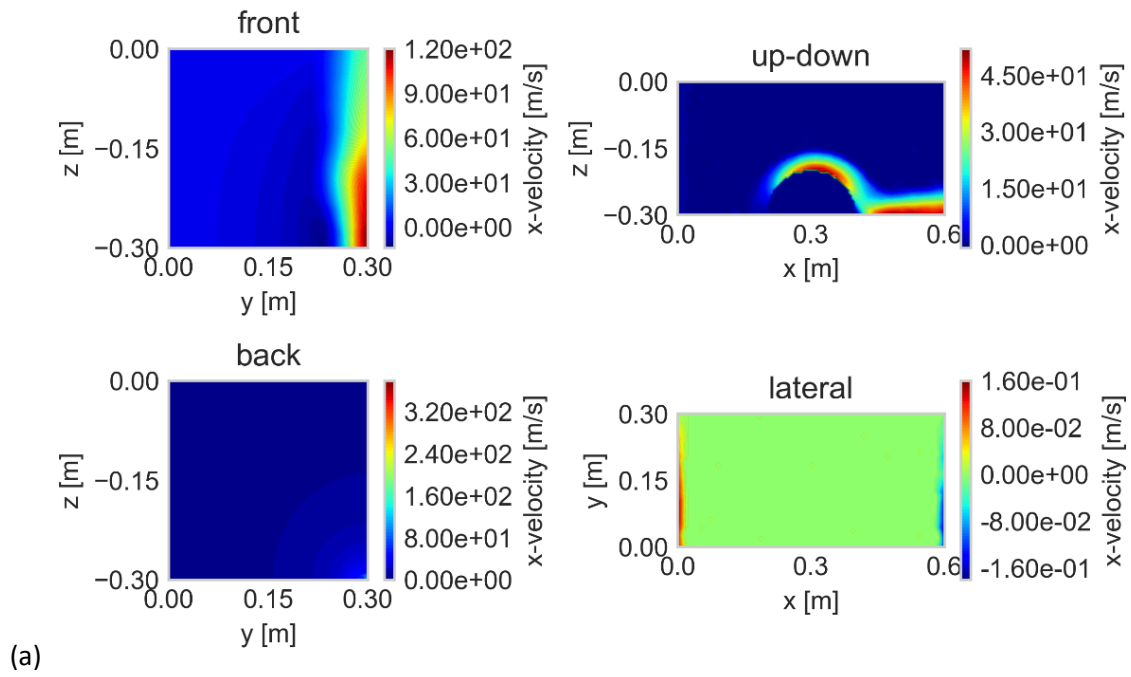 front
0.00
−0.15
−0.30
z [m]
0.00 0.15 0.30
y [m]
1.20e+02
9.00e+01
6.00e+01
3.00e+01
0.00e+00
x-velocity [m/s]
up-down
0.00
−0.15
−0.30
z [m]
0.0 0.3 0.6
x [m]
4.50e+01
3.00e+01
1.50e+01
0.00e+00
x-velocity [m/s]
back
0.00
−0.15
−0.30
z [m]
0.00 0.15 0.30
y [m]
3.20e+02
2.40e+02
1.60e+02
8.00e+01
0.00e+00
x-velocity [m/s]
lateral
0.30
0.15
0.00
y [m]
0.0 0.3 0.6
x [m]
1.60e-01
8.00e-02
0.00e+00
-8.00e-02
-1.60e-01
x-velocity [m/s]
(a)